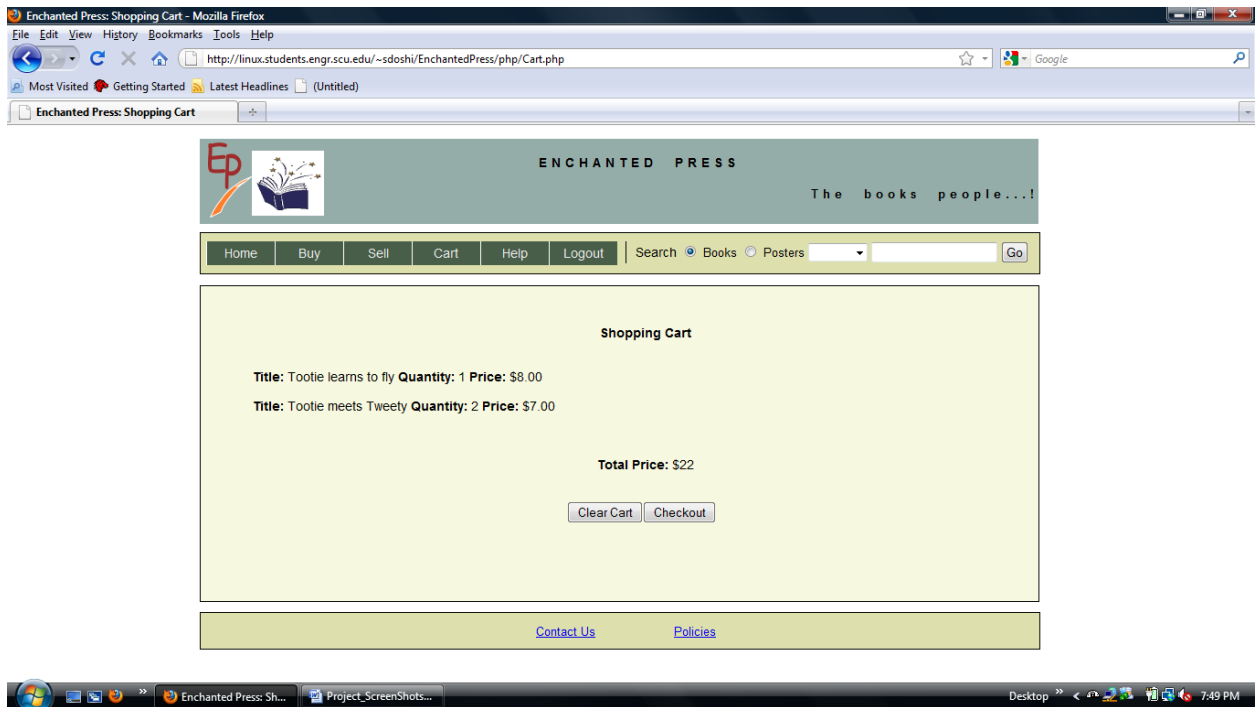 Enchanted Press: Shopping Cart - Mozilla Firefox
File Edit View History Bookmarks Tools Help
http://linux.students.engr.scu.edu/~sdoshi/EnchantedPress/php/Cart.php Google
Most Visited Getting Started Latest Headlines (Untitled)
Enchanted Press: Shopping Cart
Ep
ENCHANTED PRESS
The books people...!
Home Buy Sell Cart Help Logout Search Books Posters Go
Shopping Cart
Title: Tootie learns to fly Quantity: 1 Price: $8.00
Title: Tootie meets Tweety Quantity: 2 Price: $7.00
Total Price: $22
Clear Cart Checkout
Contact Us Policies
Enchanted Press: Sh... Project_ScreenShots... Desktop 7:49 PM